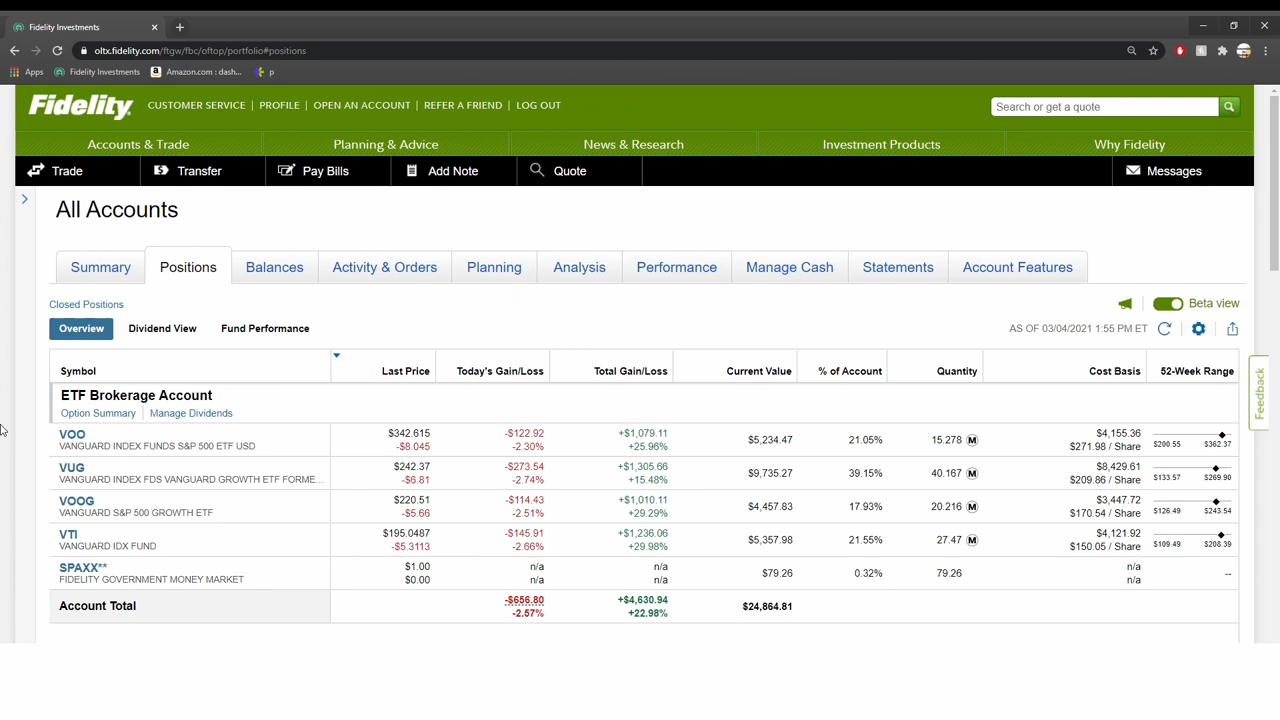 Fidelity Investments
oltx.fidelity.com/ftgw/fbc/oftop/portfolio#positions
Apps Fidelity Investments Amazon.com : dash... p
Fidelity CUSTOMER SERVICE | PROFILE | OPEN AN ACCOUNT | REFER A FRIEND | LOG OUT Search or get a quote
Accounts & Trade Planning & Advice News & Research Investment Products Why Fidelity
Trade Transfer Pay Bills Add Note Quote Messages
All Accounts
Summary Positions Balances Activity & Orders Planning Analysis Performance Manage Cash Statements Account Features
Closed Positions Beta view
Overview Dividend View Fund Performance AS OF 03/04/2021 1:55 PM ET
Symbol Last Price Today's Gain/Loss Total Gain/Loss Current Value % of Account Quantity Cost Basis 52-Week Range
Feedback
ETF Brokerage Account
Option Summary Manage Dividends
VOO $342.615 -$122.92 +$1,079.11 $5,234.47 21.05% 15.278 M $4,155.36
VANGUARD INDEX FUNDS S&P 500 ETF USD -$8.045 -2.30% +25.96% $271.98 / Share $200.55 $362.37
VUG $242.37 -$273.54 +$1,305.66 $9,735.27 39.15% 40.167 M $8,429.61
VANGUARD INDEX FDS VANGUARD GROWTH ETF FORME... -$6.81 -2.74% +15.48% $209.86 / Share $133.57 $269.90
VOOG $220.51 -$114.43 +$1,010.11 $4,457.83 17.93% 20.216 M $3,447.72
VANGUARD S&P 500 GROWTH ETF -$5.66 -2.51% +29.29% $170.54 / Share $126.49 $243.54
VTI $195.0487 -$145.91 +$1,236.06 $5,357.98 21.55% 27.47 M $4,121.92
VANGUARD IDX FUND -$5.3113 -2.66% +29.98% $150.05 / Share $109.49 $208.39
SPAXX** $1.00 n/a n/a $79.26 0.32% 79.26 n/a
FIDELITY GOVERNMENT MONEY MARKET $0.00 n/a n/a n/a --
Account Total -$656.80 +$4,630.94 $24,864.81
-2.57% +22.98%